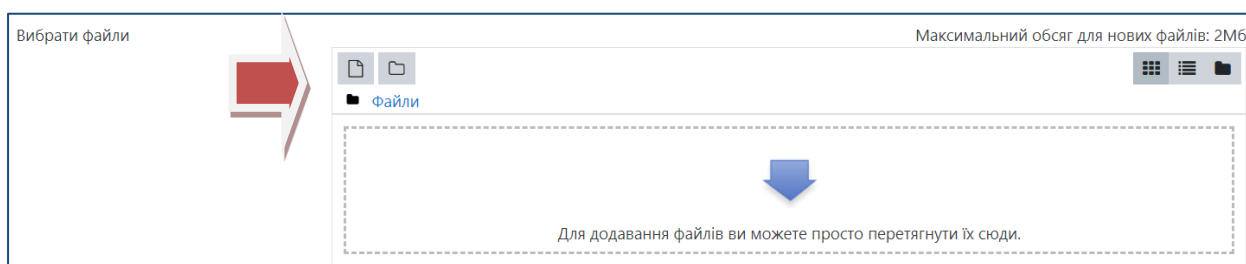 Вибрати файли
Максимальний обсяг для нових файлів: 2Мб
Файли
Для додавання файлів ви можете просто перетягнути їх сюди.